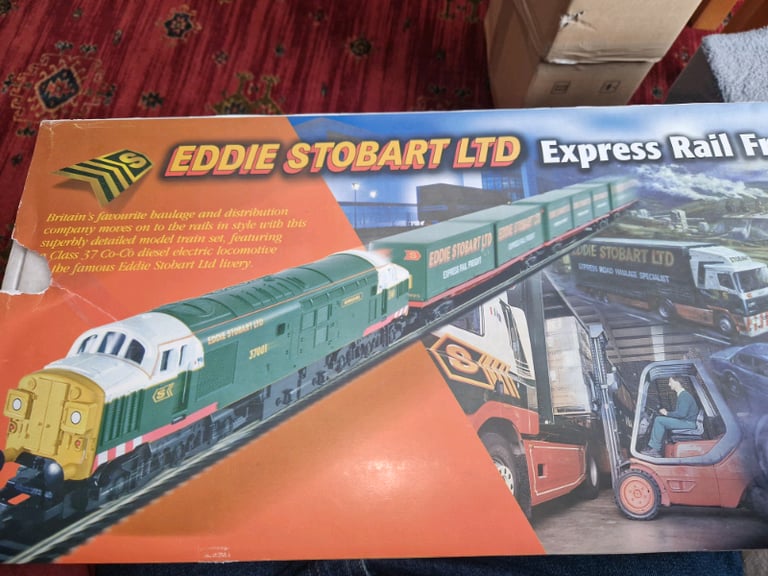 EDDIE STOBART LTD Express Rail Fr
S
Britain's favourite haulage and distribution
company moves on to the rails in style with this
superbly detailed model train set, featuring
a Class 37 Co-Co diesel electric locomotive
the famous Eddie Stobart Ltd livery.
EDDIE STOBART LTD
EXPRESS RAIL FREIGHT
EDDIE STOBART LTD
EXPRESS ROAD HAULAGE SPECIALIST
EDDIE STOBART LTD
37001
S
S